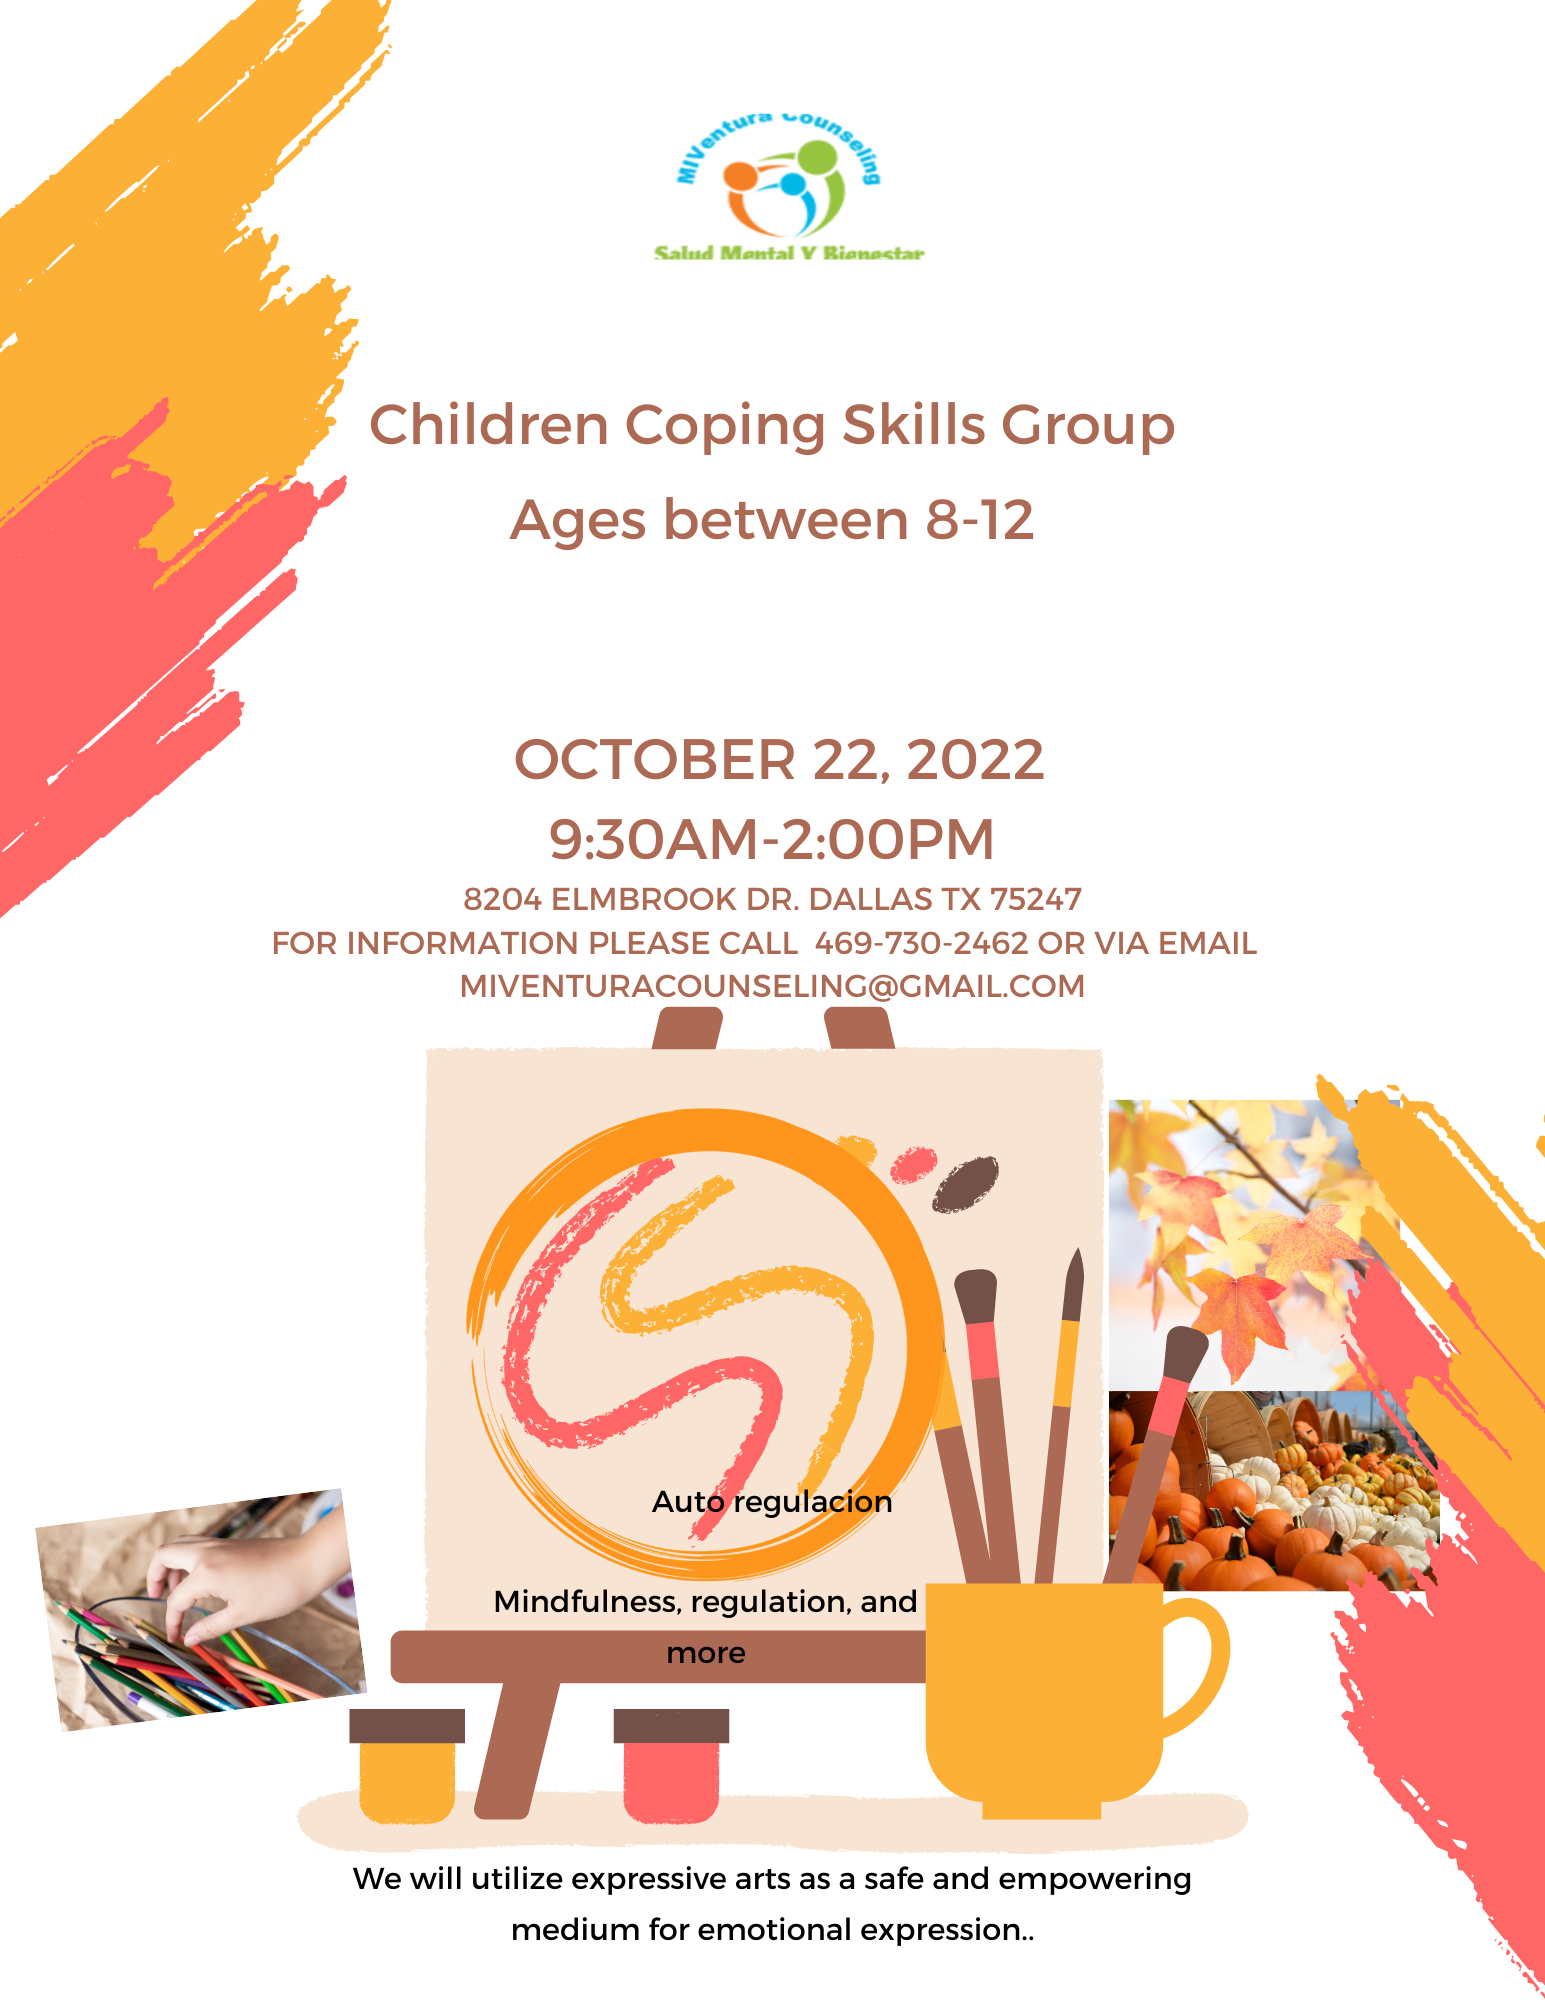 MIVentura Counseling
Salud Mental Y Bienestar
Children Coping Skills Group
Ages between 8-12
OCTOBER 22, 2022
9:30AM-2:00PM
8204 ELMBROOK DR. DALLAS TX 75247
FOR INFORMATION PLEASE CALL 469-730-2462 OR VIA EMAIL
MIVENTURACOUNSELING@GMAIL.COM
Auto regulacion
Mindfulness, regulation, and
more
We will utilize expressive arts as a safe and empowering
medium for emotional expression..